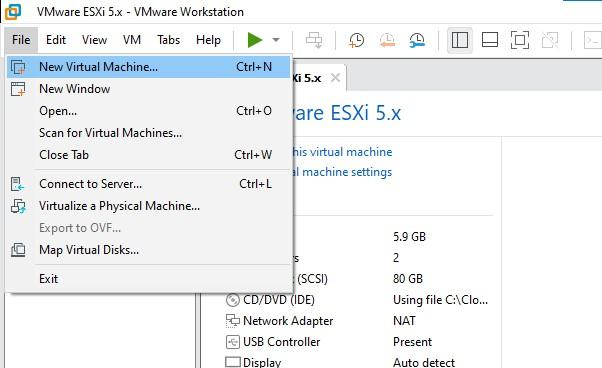 VMware ESXi 5.x - VMware Workstation
File Edit View VM Tabs Help
New Virtual Machine... Ctrl+N
New Window
Open... Ctrl+O
Scan for Virtual Machines...
Close Tab Ctrl+W
Connect to Server... Ctrl+L
Virtualize a Physical Machine...
Export to OVF...
Map Virtual Disks...
Exit
5.x
ESXi 5.x
this virtual machine
machine settings
5.9 GB
2
(SCSI) 80 GB
CD/DVD (IDE) Using file C:\Clo...
Network Adapter NAT
USB Controller Present
Display Auto detect